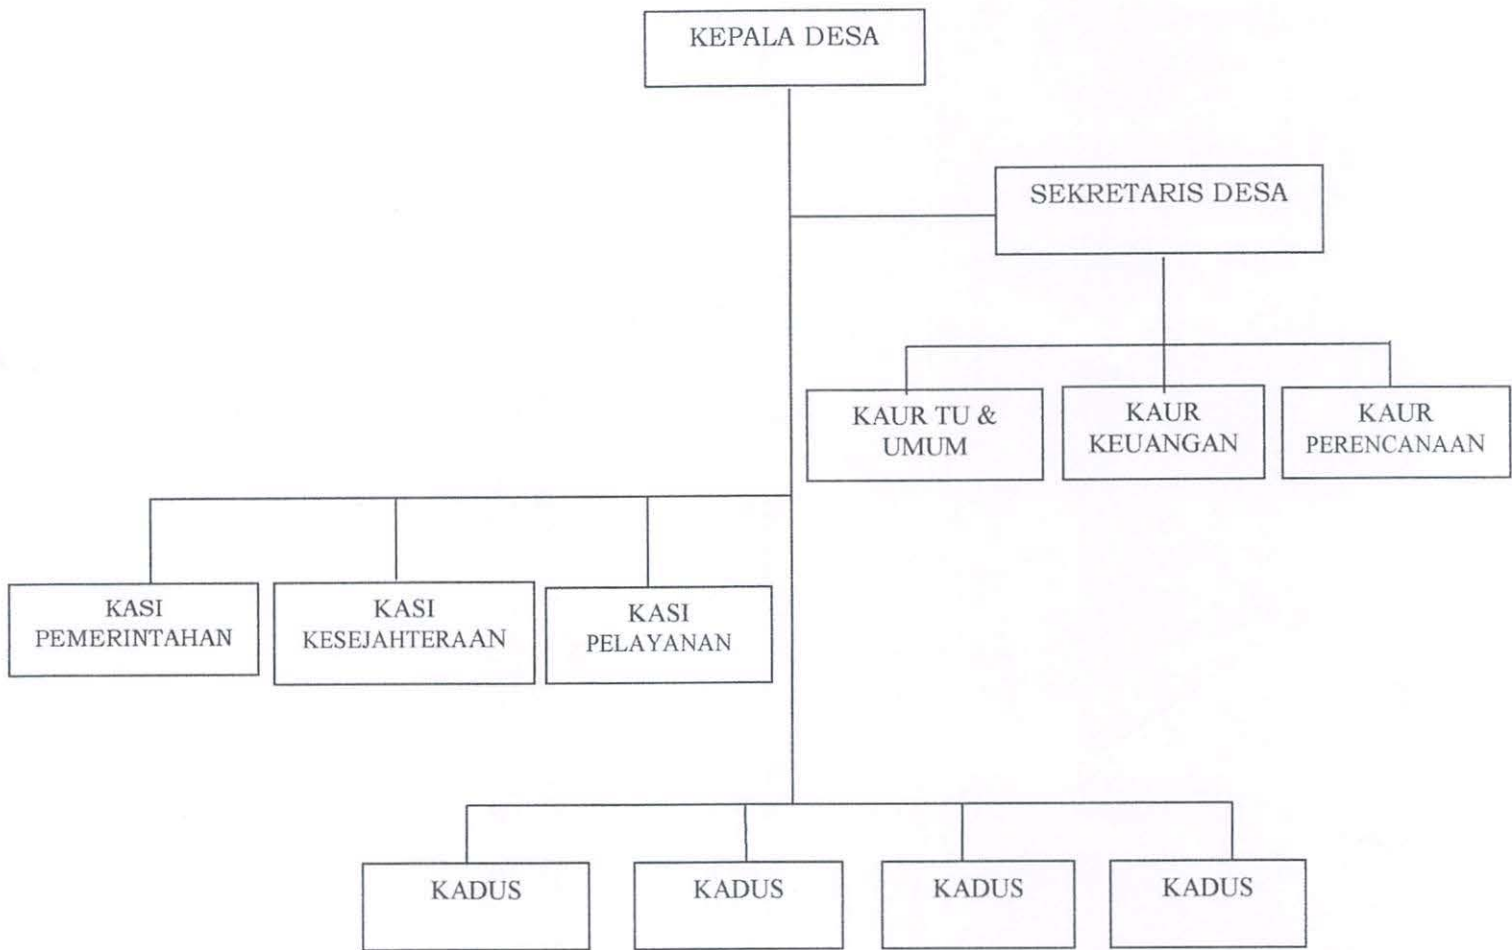 KEPALA DESA
SEKRETARIS DESA
KAUR TU &
UMUM
KAUR
KEUANGAN
KAUR
PERENCANAAN
KASI
PEMERINTAHAN
KASI
KESEJAHTERAAN
KASI
PELAYANAN
KADUS
KADUS
KADUS
KADUS